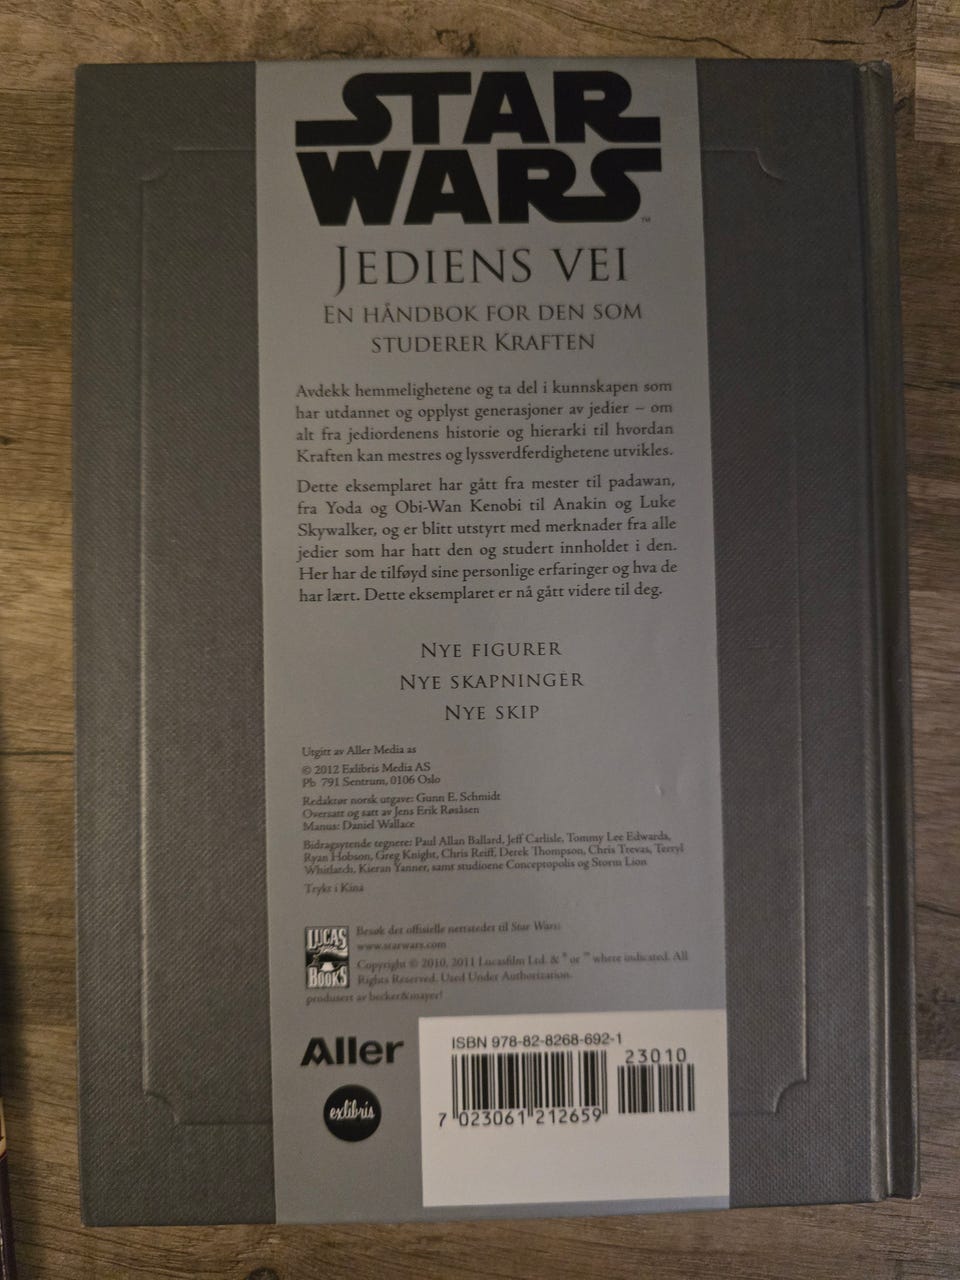 STAR
WARS
TM
JEDIENS VEI
EN HÅNDBOK FOR DEN SOM
STUDERER KRAFTEN
Avdekk hemmelighetene og ta del i kunnskapen som
har utdannet og opplyst generasjoner av jedier – om
alt fra jediordenens historie og hierarki til hvordan
Kraften kan mestres og lyssverdferdighetene utvikles.
Dette eksemplaret har gått fra mester til padawan,
fra Yoda og Obi-Wan Kenobi til Anakin og Luke
Skywalker, og er blitt utstyrt med merknader fra alle
jedier som har hatt den og studert innholdet i den.
Her har de tilføyd sine personlige erfaringer og hva de
har lært. Dette eksemplaret er nå gått videre til deg.
NYE FIGURER
NYE SKAPNINGER
NYE SKIP
Utgitt av Aller Media as
© 2012 Exlibris Media AS
Pb 791 Sentrum, 0106 Oslo
Redaktør norsk utgave: Gunn E. Schmidt
Oversatt og satt av Jens Erik Røsåsen
Manus: Daniel Wallace
Bidragsytende tegnere: Paul Allan Ballard, Jeff Carlisle, Tommy Lee Edwards,
Ryan Hobson, Greg Knight, Chris Reiff, Derek Thompson, Chris Trevas, Terryl
Whitlatch, Kieran Yanner, samt studioene Conceptopolis og Storm Lion
Trykt i Kina
LUCAS
BOOKS
Besøk det offisielle nettstedet til Star Wars:
www.starwars.com
Copyright © 2010, 2011 Lucasfilm Ltd. & ® or ™ where indicated. All
Rights Reserved. Used Under Authorization.
produsert av becker&mayer!
Aller
exlibris
ISBN 978-82-8268-692-1
23010
7 023061 212659